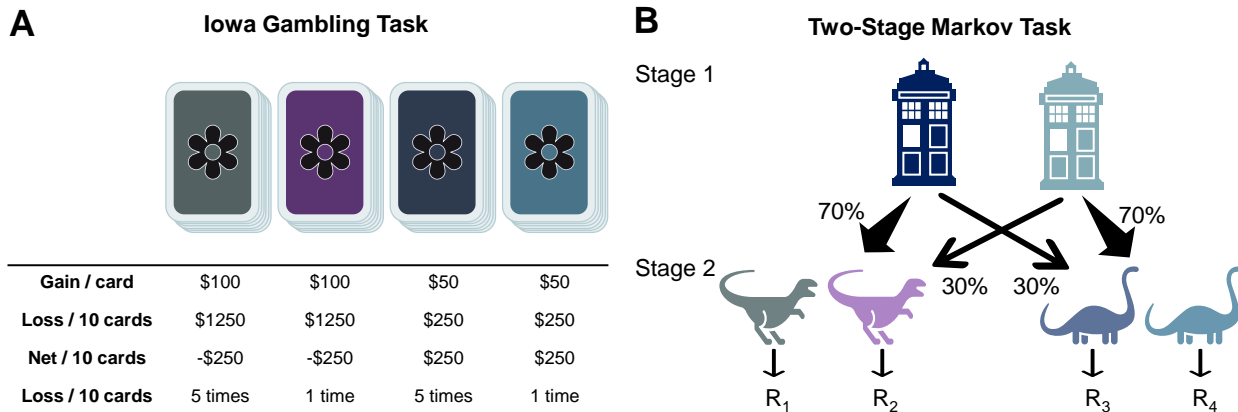 A
Iowa Gambling Task
Gain / card $100 $100 $50 $50
Loss / 10 cards $1250 $1250 $250 $250
Net / 10 cards -$250 -$250 $250 $250
Loss / 10 cards 5 times 1 time 5 times 1 time
B
Two-Stage Markov Task
Stage 1
70% 70%
Stage 2
30% 30%
R1 R2 R3 R4